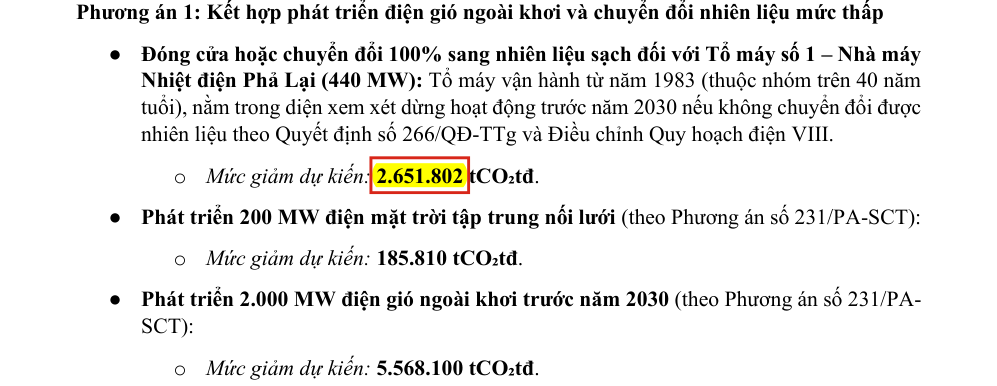 Phương án 1: Kết hợp phát triển điện gió ngoài khơi và chuyển đổi nhiên liệu mức thấp
● Đóng cửa hoặc chuyển đổi 100% sang nhiên liệu sạch đối với Tổ máy số 1 – Nhà máy
Nhiệt điện Phả Lại (440 MW): Tổ máy vận hành từ năm 1983 (thuộc nhóm trên 40 năm
tuổi), nằm trong diện xem xét dừng hoạt động trước năm 2030 nếu không chuyển đổi được
nhiên liệu theo Quyết định số 266/QĐ-TTg và Điều chỉnh Quy hoạch điện VIII.
○ Mức giảm dự kiến: 2.651.802 tCO₂tđ.
● Phát triển 200 MW điện mặt trời tập trung nối lưới (theo Phương án số 231/PA-SCT):
○ Mức giảm dự kiến: 185.810 tCO₂tđ.
● Phát triển 2.000 MW điện gió ngoài khơi trước năm 2030 (theo Phương án số 231/PA-
SCT):
○ Mức giảm dự kiến: 5.568.100 tCO₂tđ.